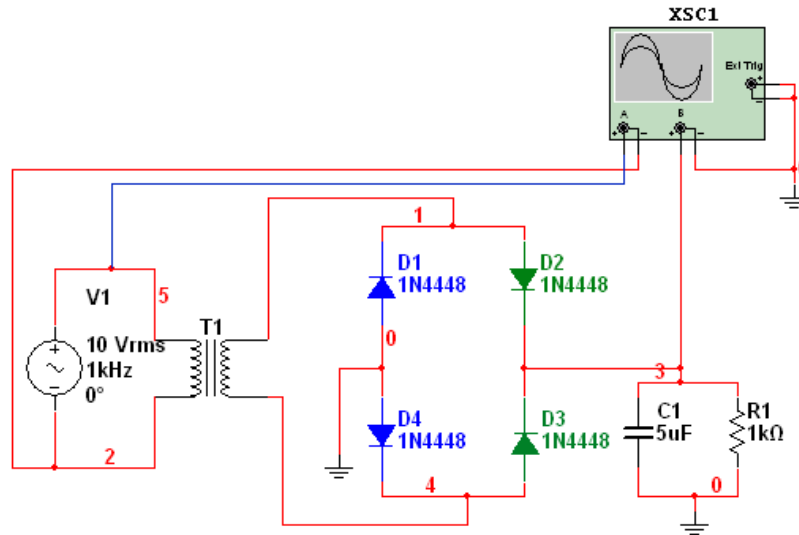 XSC1
Ext Trig
+
-
A
B
+ - + -
1
D1
1N4448
D2
1N4448
V1
5
T1
10 Vrms
1kHz
0°
0
3
D4
1N4448
D3
1N4448
C1
5uF
R1
1kΩ
2
4
0